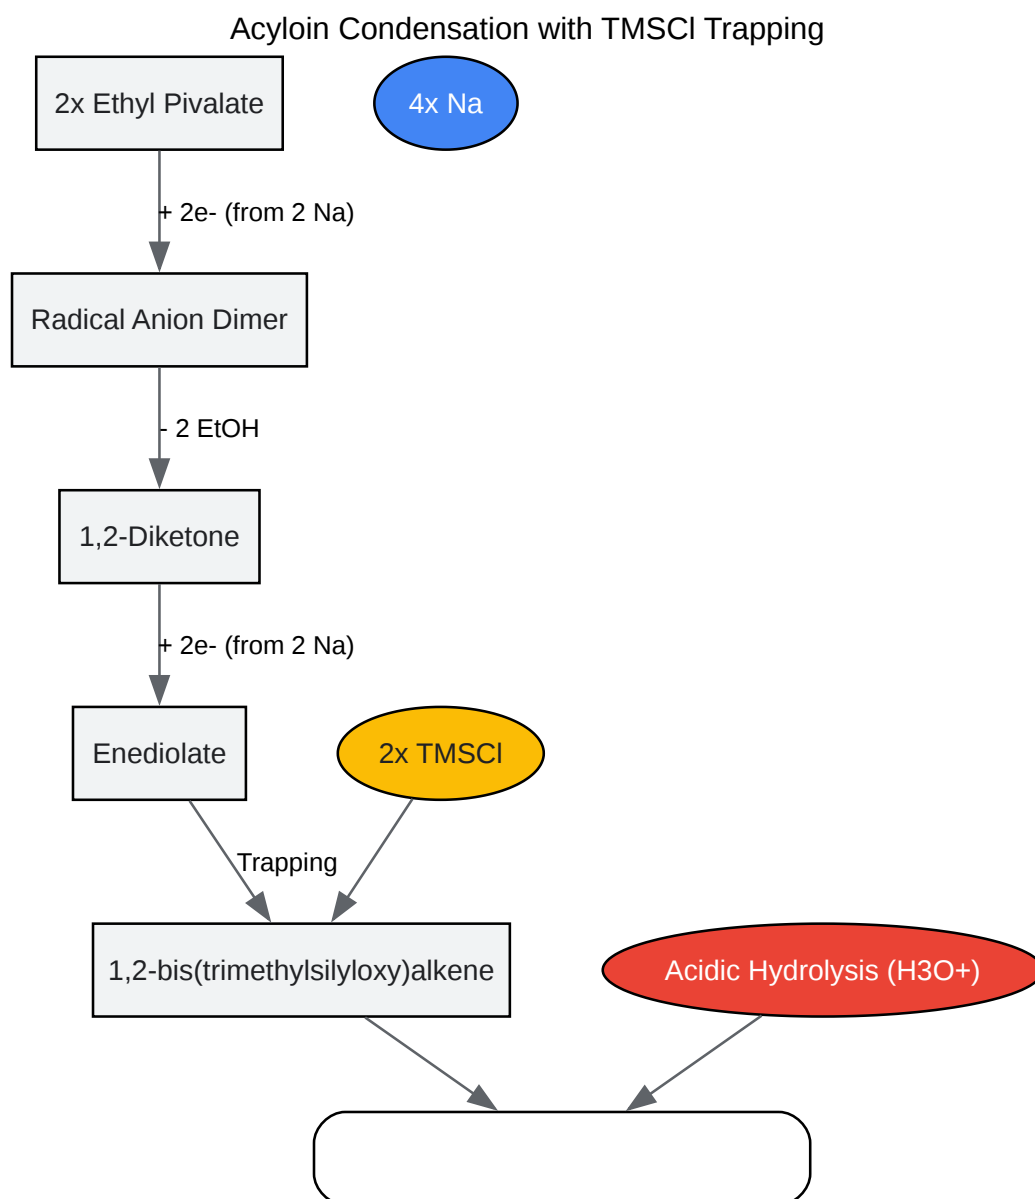 Acyloin Condensation with TMSCl Trapping
2x Ethyl Pivalate
4x Na
+ 2e- (from 2 Na)
Radical Anion Dimer
- 2 EtOH
1,2-Diketone
+ 2e- (from 2 Na)
Enediolate
2x TMSCl
Trapping
1,2-bis(trimethylsilyloxy)alkene
Acidic Hydrolysis (H3O+)